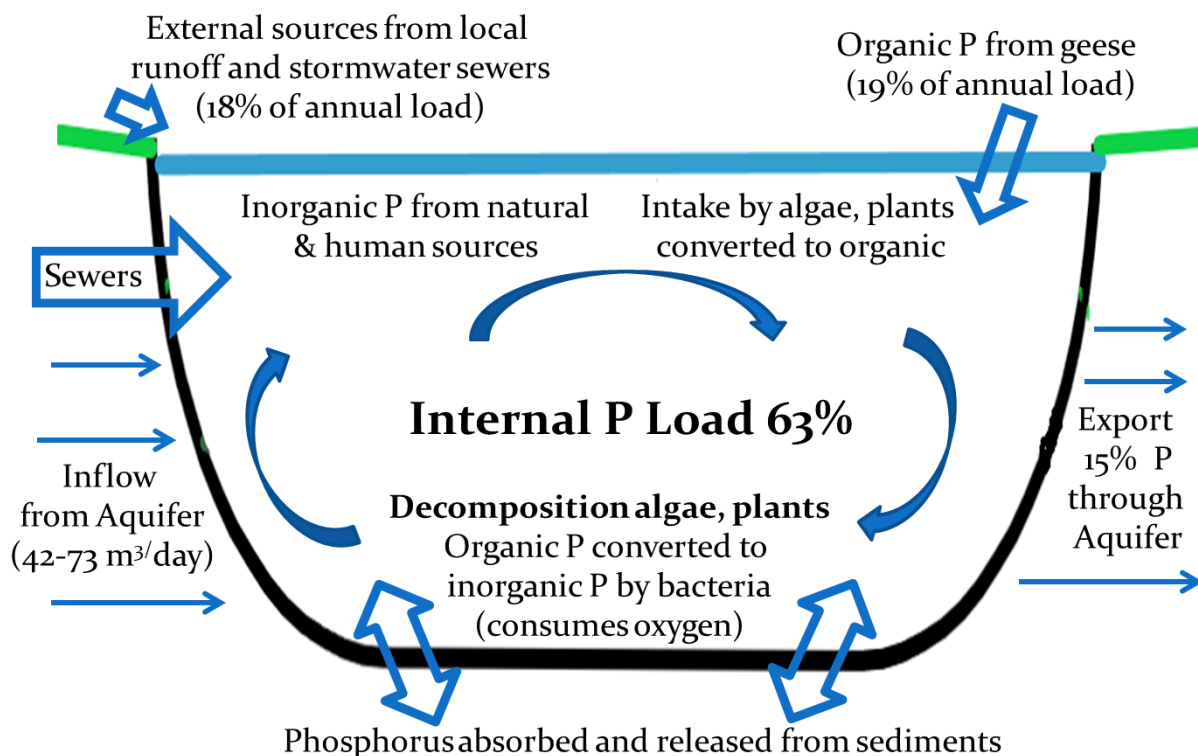 External sources from local
runoff and stormwater sewers
(18% of annual load)
Organic P from geese
(19% of annual load)
Inorganic P from natural
& human sources
Intake by algae, plants
converted to organic
Sewers
Internal P Load 63%
Inflow
from Aquifer
(42-73 m³/day)
Export
15% P
through
Aquifer
Decomposition algae, plants
Organic P converted to
inorganic P by bacteria
(consumes oxygen)
Phosphorus absorbed and released from sediments